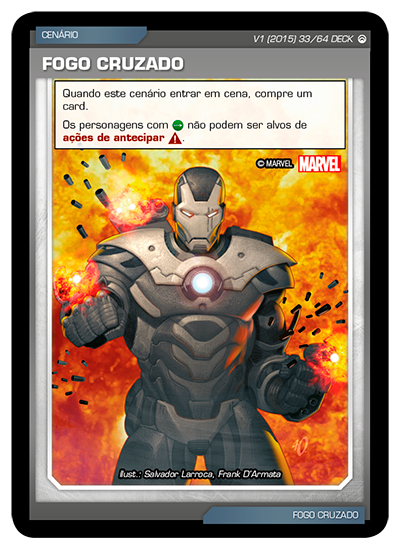 CENÁRIO
V1 (2015) 33/64 DECK
FOGO CRUZADO
Quando este cenário entrar em cena, compre um
card.
Os personagens com não podem ser alvos de
ações de antecipar .
© MARVEL MARVEL
Ilust.: Salvador Larroca, Frank D'Armata
FOGO CRUZADO